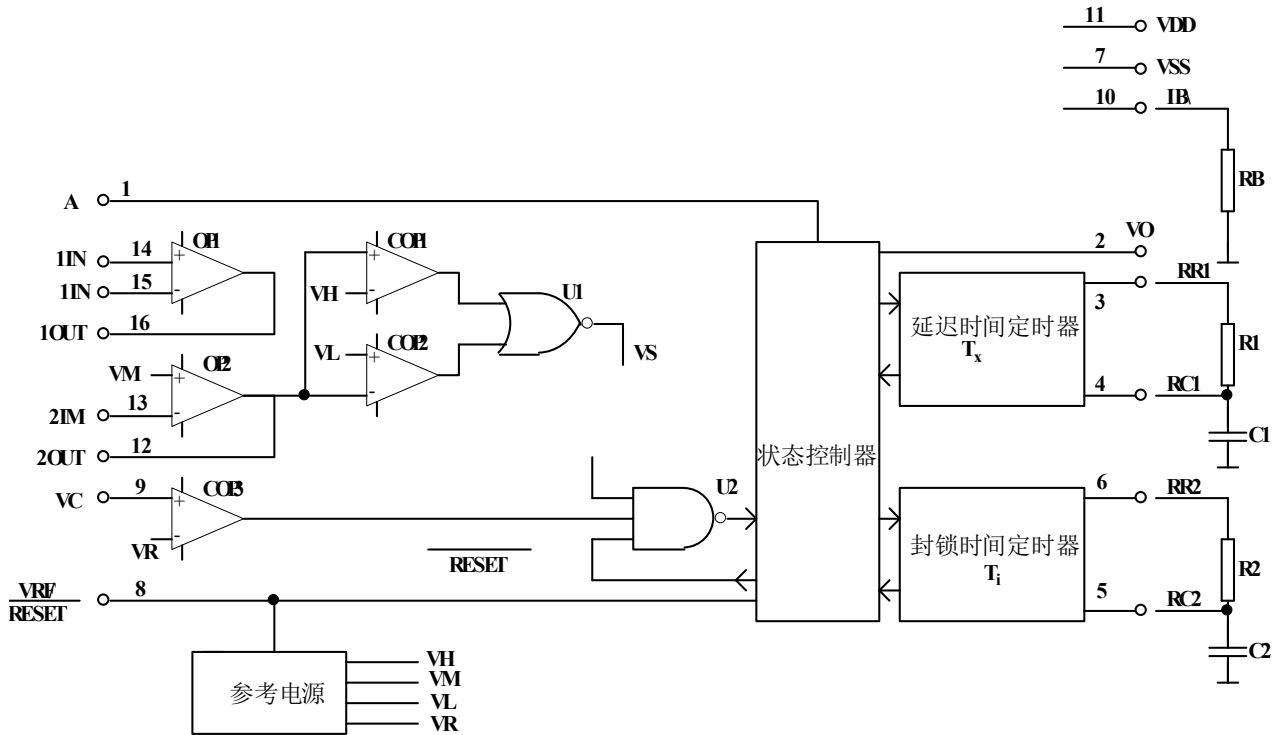 11 VDD
7 VSS
10 IB\
RB
A 1
2 VO
1IN 14
OP1
1IN 15
1OUT 16
VH
COP1
U1
VS
VM
OP2
VL
COP2
2IM 13
2OUT 12
VC 9
COP3
VR
RESET
U2
VRF/
RESET
8
状态控制器
延迟时间定时器
Tx
3 RR1
R1
4 RC1
C1
封锁时间定时器
Ti
6 RR2
R2
5 RC2
C2
参考电源
VH
VM
VL
VR
+
-
+
-
+
-
+
-
+
-